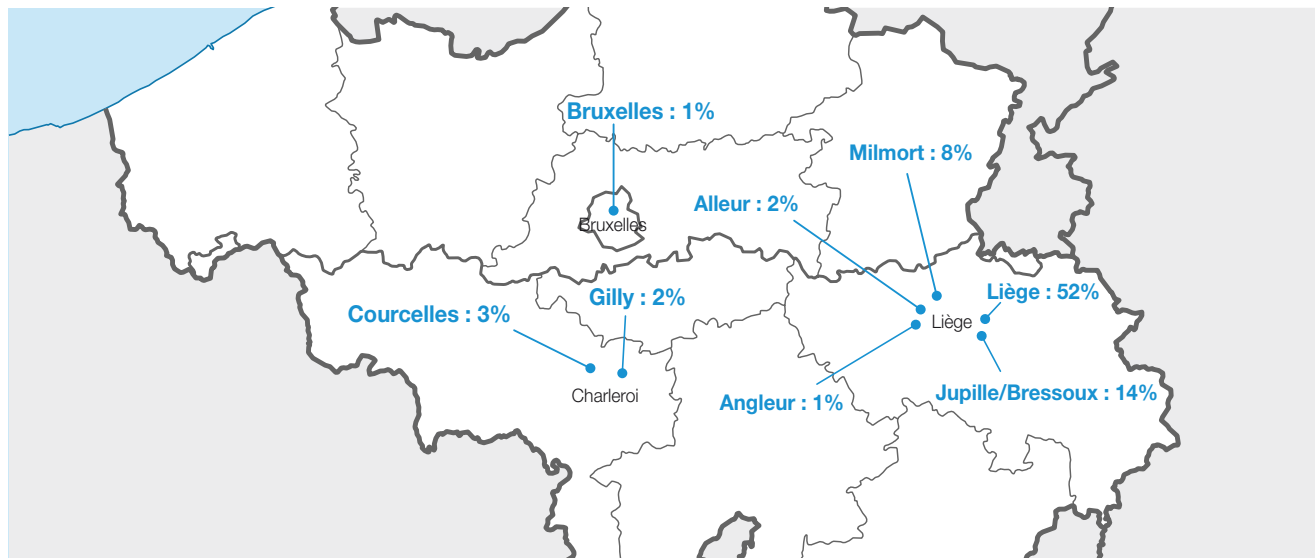 Bruxelles : 1%
Milmort : 8%
Alleur : 2%
Bruxelles
Gilly : 2%
Liège : 52%
Courcelles : 3%
Liège
Charleroi
Angleur : 1%
Jupille/Bressoux : 14%